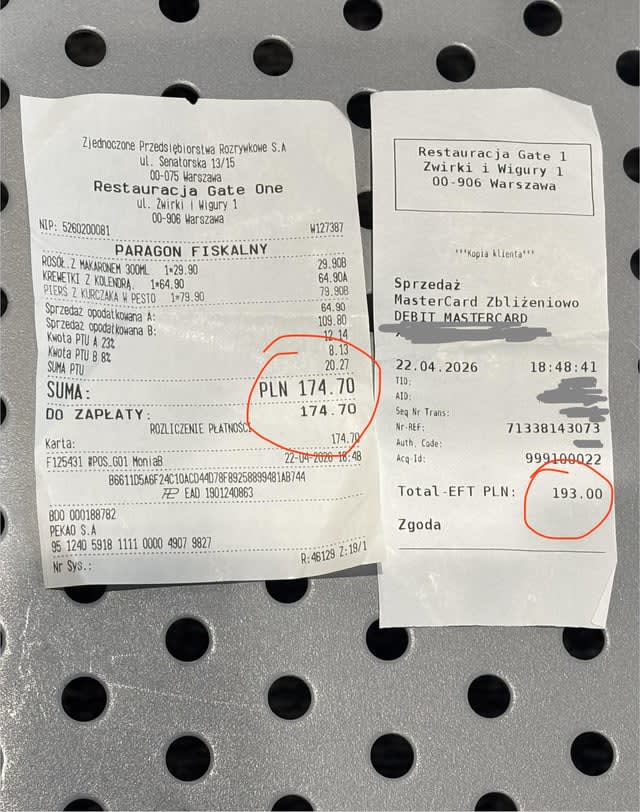 Zjednoczone Przedsiębiorstwa Rozrywkowe S.A
ul. Senatorska 13/15
00-075 Warszawa
Restauracja Gate One
ul. Żwirki i Wigury 1
00-906 Warszawa
NIP: 5260200081 W127387
PARAGON FISKALNY
ROSÓŁ.Z MAKARONEM 300ML 1*29.90 29.90B
KREWETKI Z KOLENDRĄ. 1*64.90 64.90A
PIERŚ Z KURCZAKA W PESTO 1*79.90 79.90B
Sprzedaż opodatkowana A: 64.90
Sprzedaż opodatkowana B: 109.80
Kwota PTU A 23% 12.14
Kwota PTU B 8% 8.13
SUMA PTU 20.27
SUMA: PLN 174.70
DO ZAPŁATY: 174.70
ROZLICZENIE PŁATNOŚCI
Karta: 174.70
F125431 #POS_G01 MoniaB 22-04-2026 18:48
B6611D5A6F24C10ACD44D78F89258899481AB744
EAD 1901240863
BDO 000188782
PEKAO S.A
95 1240 5918 1111 0000 4907 9827
Nr Sys.: R:46129 Z:19/1
Restauracja Gate 1
Zwirki i Wigury 1
00-906 Warszawa
***Kopia klienta***
Sprzedaż
MasterCard Zbliżeniowo
DEBIT MASTERCARD
22.04.2026 18:48:41
TID:
AID:
Seq Nr Trans:
Nr-REF: 71338143073
Auth. Code:
Acq-Id: 999100022
Total-EFT PLN: 193.00
Zgoda